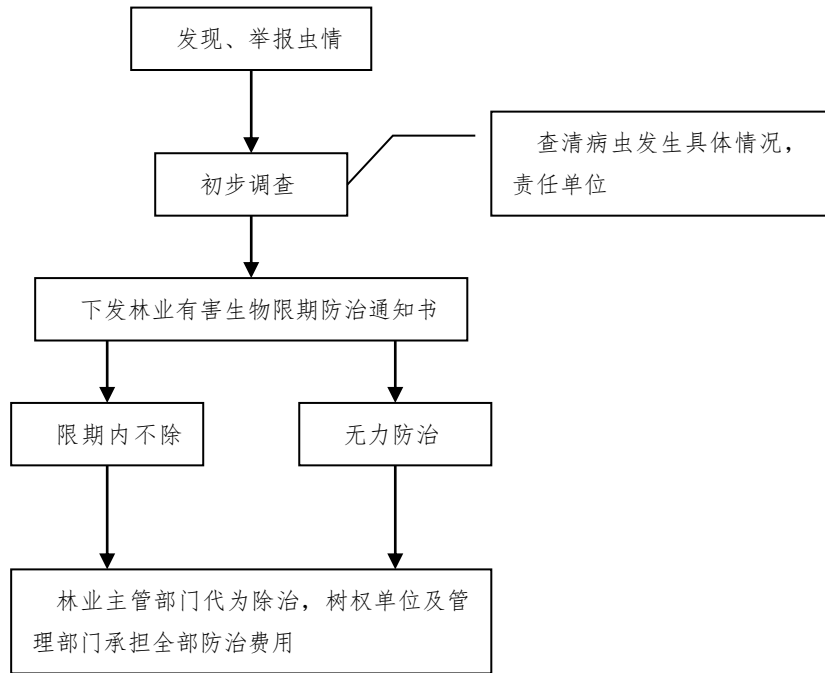 发现、举报虫情
初步调查
查清病虫发生具体情况，
责任单位
下发林业有害生物限期防治通知书
限期内不除
无力防治
林业主管部门代为除治，树权单位及管
理部门承担全部防治费用